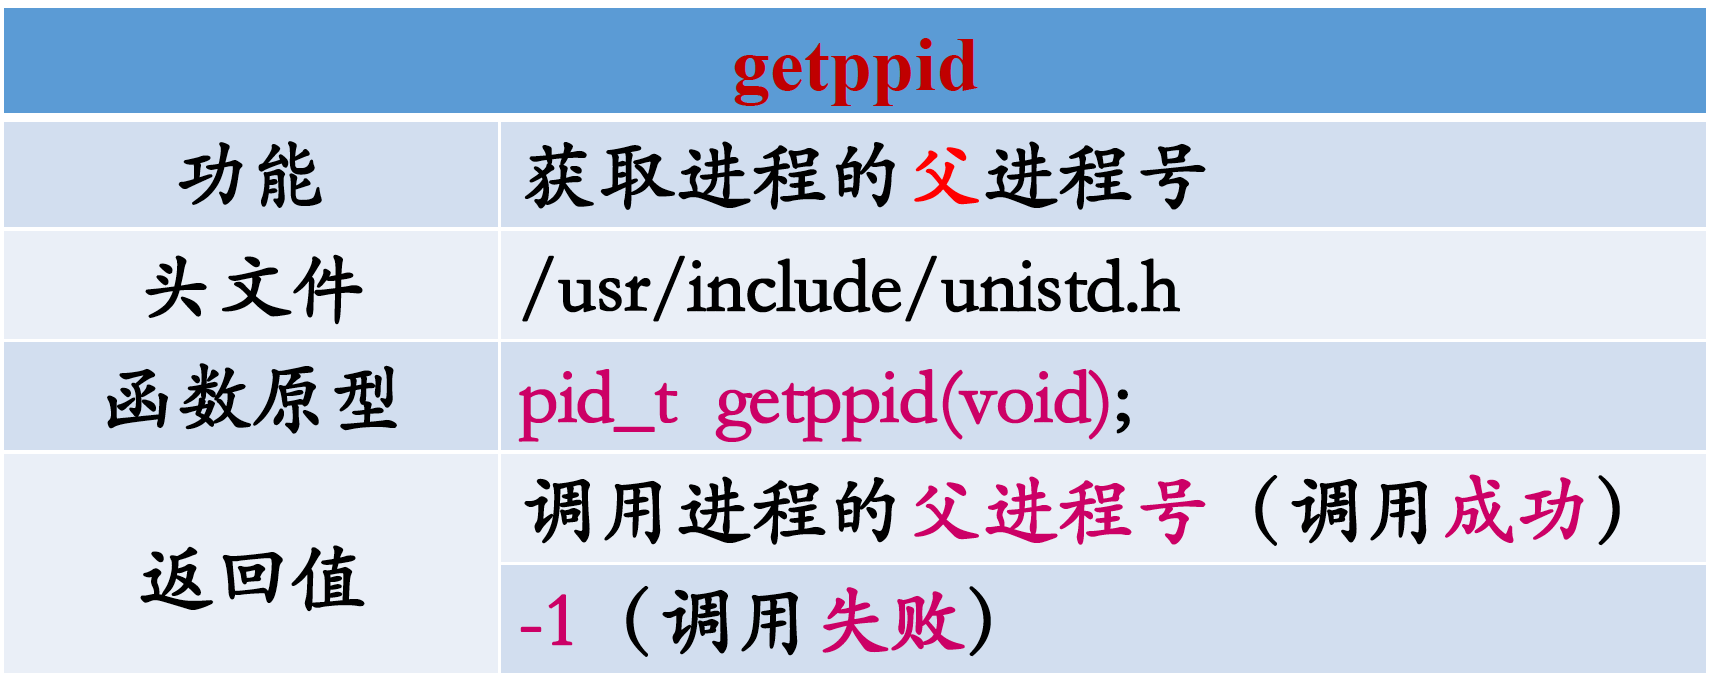 getppid
功能
获取进程的父进程号
头文件
/usr/include/unistd.h
函数原型
pid_t getppid(void);
返回值
调用进程的父进程号（调用成功）
-1（调用失败）